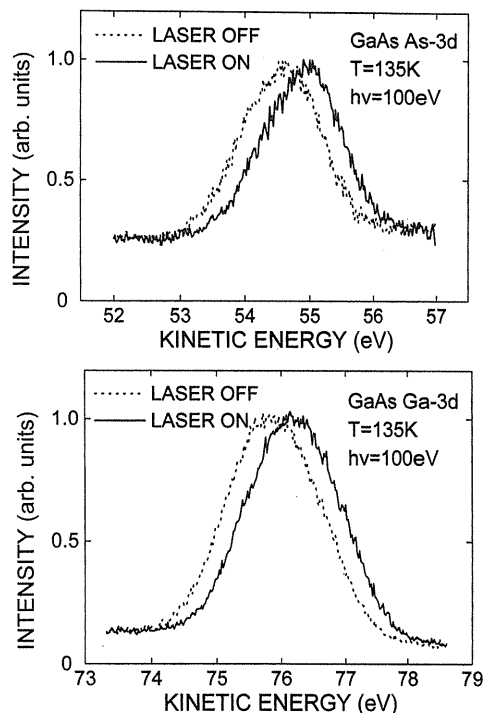 LASER OFF
LASER ON
GaAs As-3d
T=135K
hν=100eV
1.0
0.5
0
INTENSITY (arb. units)
52 53 54 55 56 57
KINETIC ENERGY (eV)
LASER OFF
LASER ON
GaAs Ga-3d
T=135K
hν=100eV
1.0
0.5
0
INTENSITY (arb. units)
73 74 75 76 77 78 79
KINETIC ENERGY (eV)